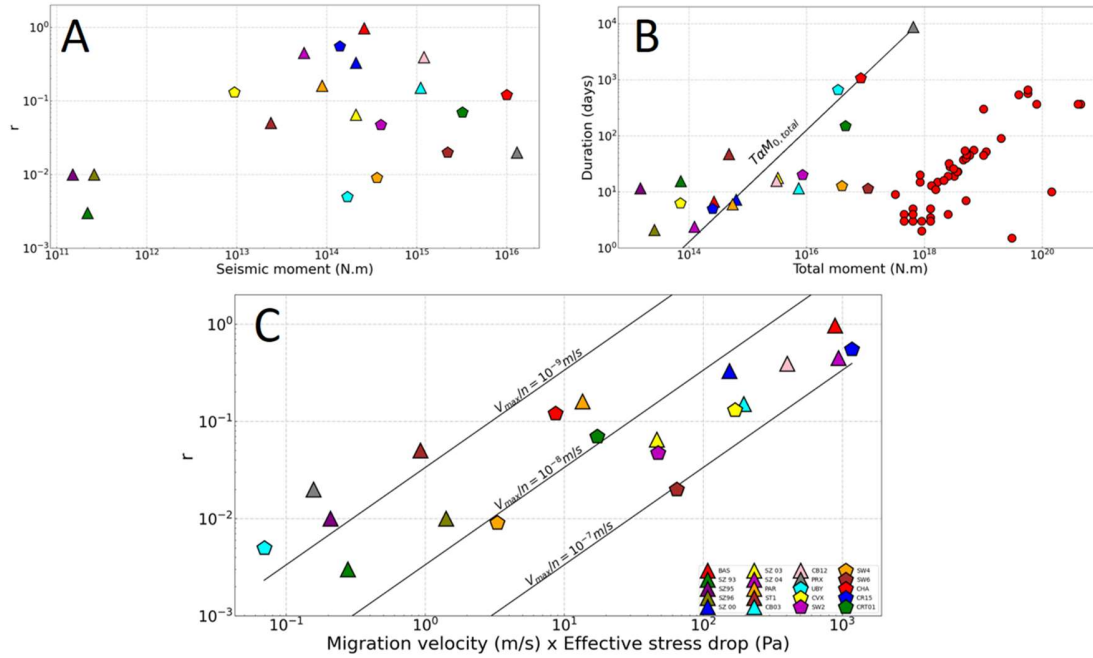 A
r
10⁰
10⁻¹
10⁻²
10⁻³
10¹¹ 10¹² 10¹³ 10¹⁴ 10¹⁵ 10¹⁶
Seismic moment (N.m)
B
Duration (days)
10⁴
10³
10²
10¹
10⁰
TαM₀,total
10¹⁴ 10¹⁶ 10¹⁸ 10²⁰
Total moment (N.m)
C
r
10⁰
10⁻¹
10⁻²
10⁻³
Vmax/n = 10⁻⁹m/s
Vmax/n = 10⁻⁸m/s
Vmax/n = 10⁻⁷m/s
BAS SZ 03 CB12 SW4
SZ 93 SZ 04 PRX SW6
SZ95 PAR UBY CHA
SZ96 ST1 CVX CR15
SZ 00 CB03 SW2 CRT01
10⁻¹ 10⁰ 10¹ 10² 10³
Migration velocity (m/s) x Effective stress drop (Pa)